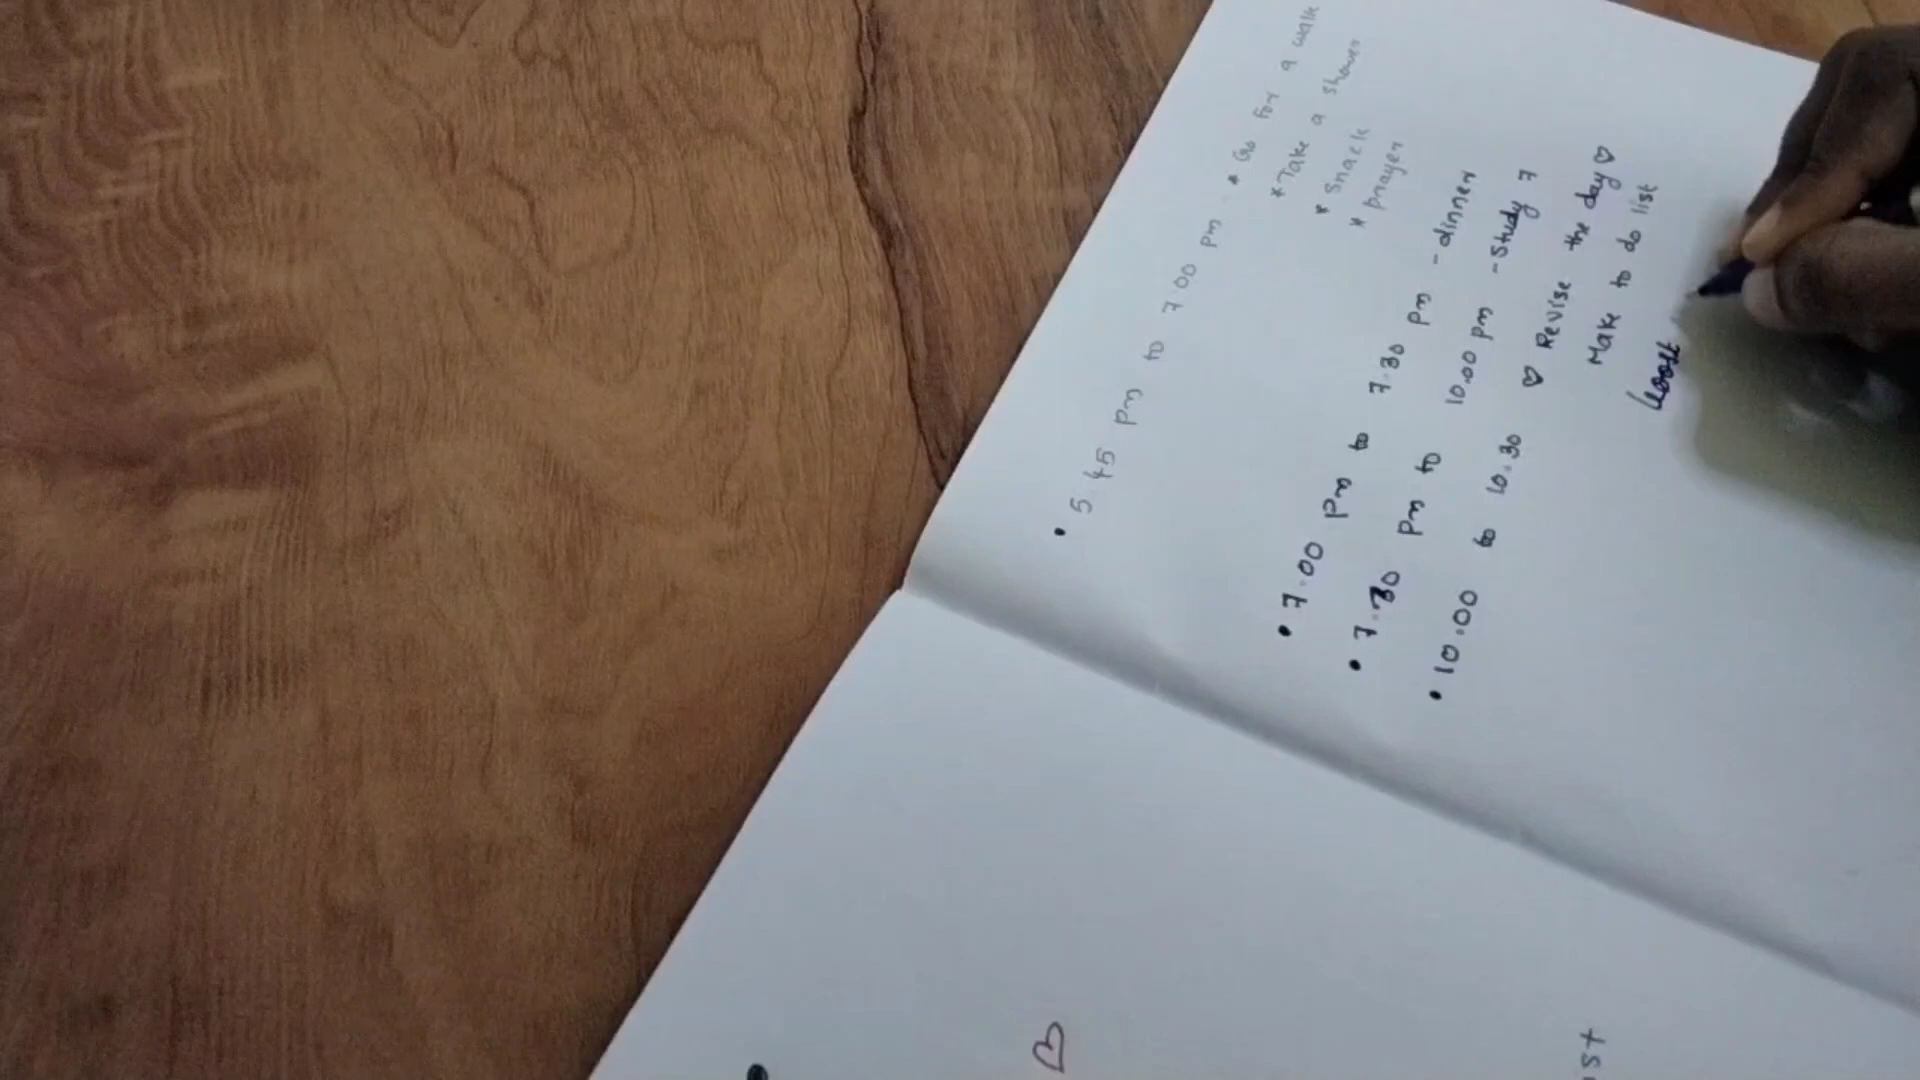 • 5.45 pm to 7.00 pm * Go for a walk
* Take a shower
* snack
* prayer
• 7.00 pm to 7.30 pm - dinner
• 7.30 pm to 10.00 pm - study 7
• 10.00 to 10.30 ♡ Revise the day ♡
Make to do list